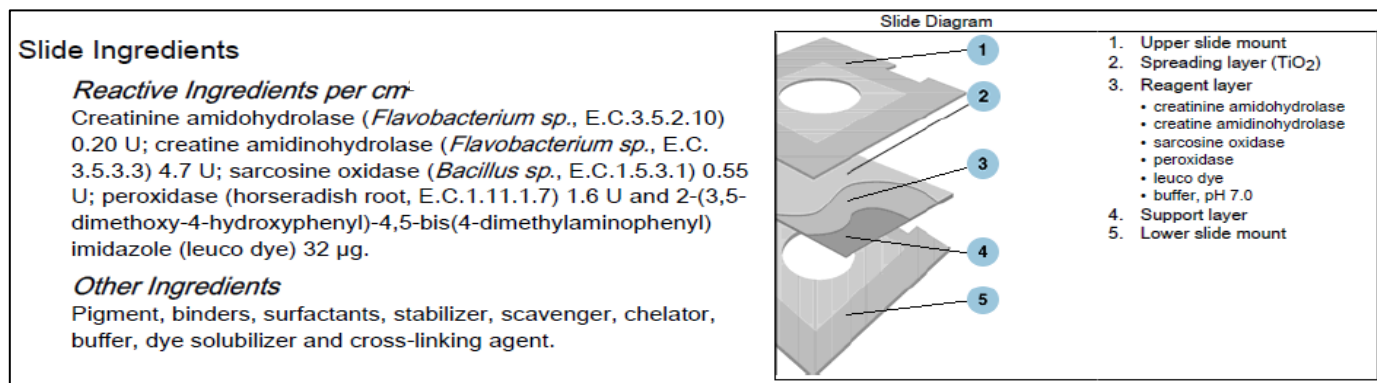 Slide Ingredients
Reactive Ingredients per cm²
Creatinine amidohydrolase (Flavobacterium sp., E.C.3.5.2.10)
0.20 U; creatine amidinohydrolase (Flavobacterium sp., E.C.
3.5.3.3) 4.7 U; sarcosine oxidase (Bacillus sp., E.C.1.5.3.1) 0.55
U; peroxidase (horseradish root, E.C.1.11.1.7) 1.6 U and 2-(3,5-
dimethoxy-4-hydroxyphenyl)-4,5-bis(4-dimethylaminophenyl)
imidazole (leuco dye) 32 µg.
Other Ingredients
Pigment, binders, surfactants, stabilizer, scavenger, chelator,
buffer, dye solubilizer and cross-linking agent.
Slide Diagram
1
2
3
4
5
1. Upper slide mount
2. Spreading layer (TiO₂)
3. Reagent layer
• creatinine amidohydrolase
• creatine amidinohydrolase
• sarcosine oxidase
• peroxidase
• leuco dye
• buffer, pH 7.0
4. Support layer
5. Lower slide mount